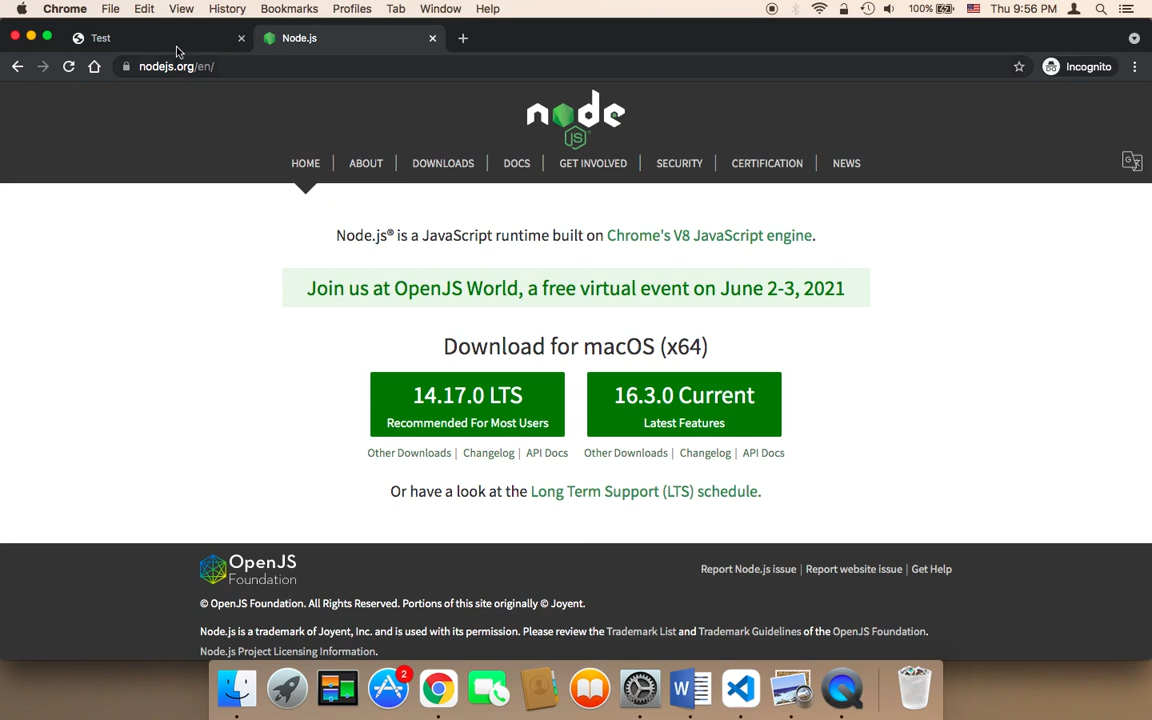 Chrome File Edit View History Bookmarks Profiles Tab Window Help 100% Thu 9:56 PM
Test Node.js
nodejs.org/en/ Incognito
node
JS
HOME ABOUT DOWNLOADS DOCS GET INVOLVED SECURITY CERTIFICATION NEWS
Node.js® is a JavaScript runtime built on Chrome's V8 JavaScript engine.
Join us at OpenJS World, a free virtual event on June 2-3, 2021
Download for macOS (x64)
14.17.0 LTS
Recommended For Most Users
16.3.0 Current
Latest Features
Other Downloads | Changelog | API Docs Other Downloads | Changelog | API Docs
Or have a look at the Long Term Support (LTS) schedule.
OpenJS
Foundation
Report Node.js issue | Report website issue | Get Help
© OpenJS Foundation. All Rights Reserved. Portions of this site originally © Joyent.
Node.js is a trademark of Joyent, Inc. and is used with its permission. Please review the Trademark List and Trademark Guidelines of the OpenJS Foundation.
Node.js Project Licensing Information.
2
W